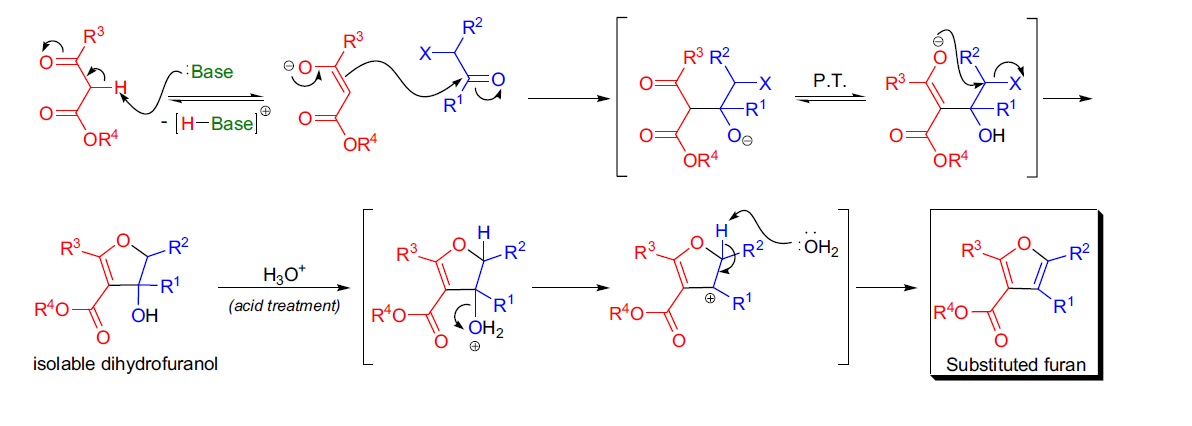 R³ O H O OR⁴ :Base - [H–Base]⊕
⊖O R³ O OR⁴ X R² R¹ O
R³ R² O X R¹ O OR⁴ O⊖
P.T.
⊖ O R² R³ X R¹ O OH OR⁴
R³ O R² R¹ R⁴O O OH
isolable dihydrofuranol
H₃O⁺
(acid treatment)
R³ O H R² R¹ R⁴O O OH₂ ⊕
R³ O H R² ⊕ R¹ R⁴O O :OH₂
R³ O R² R¹ R⁴O O
Substituted furan